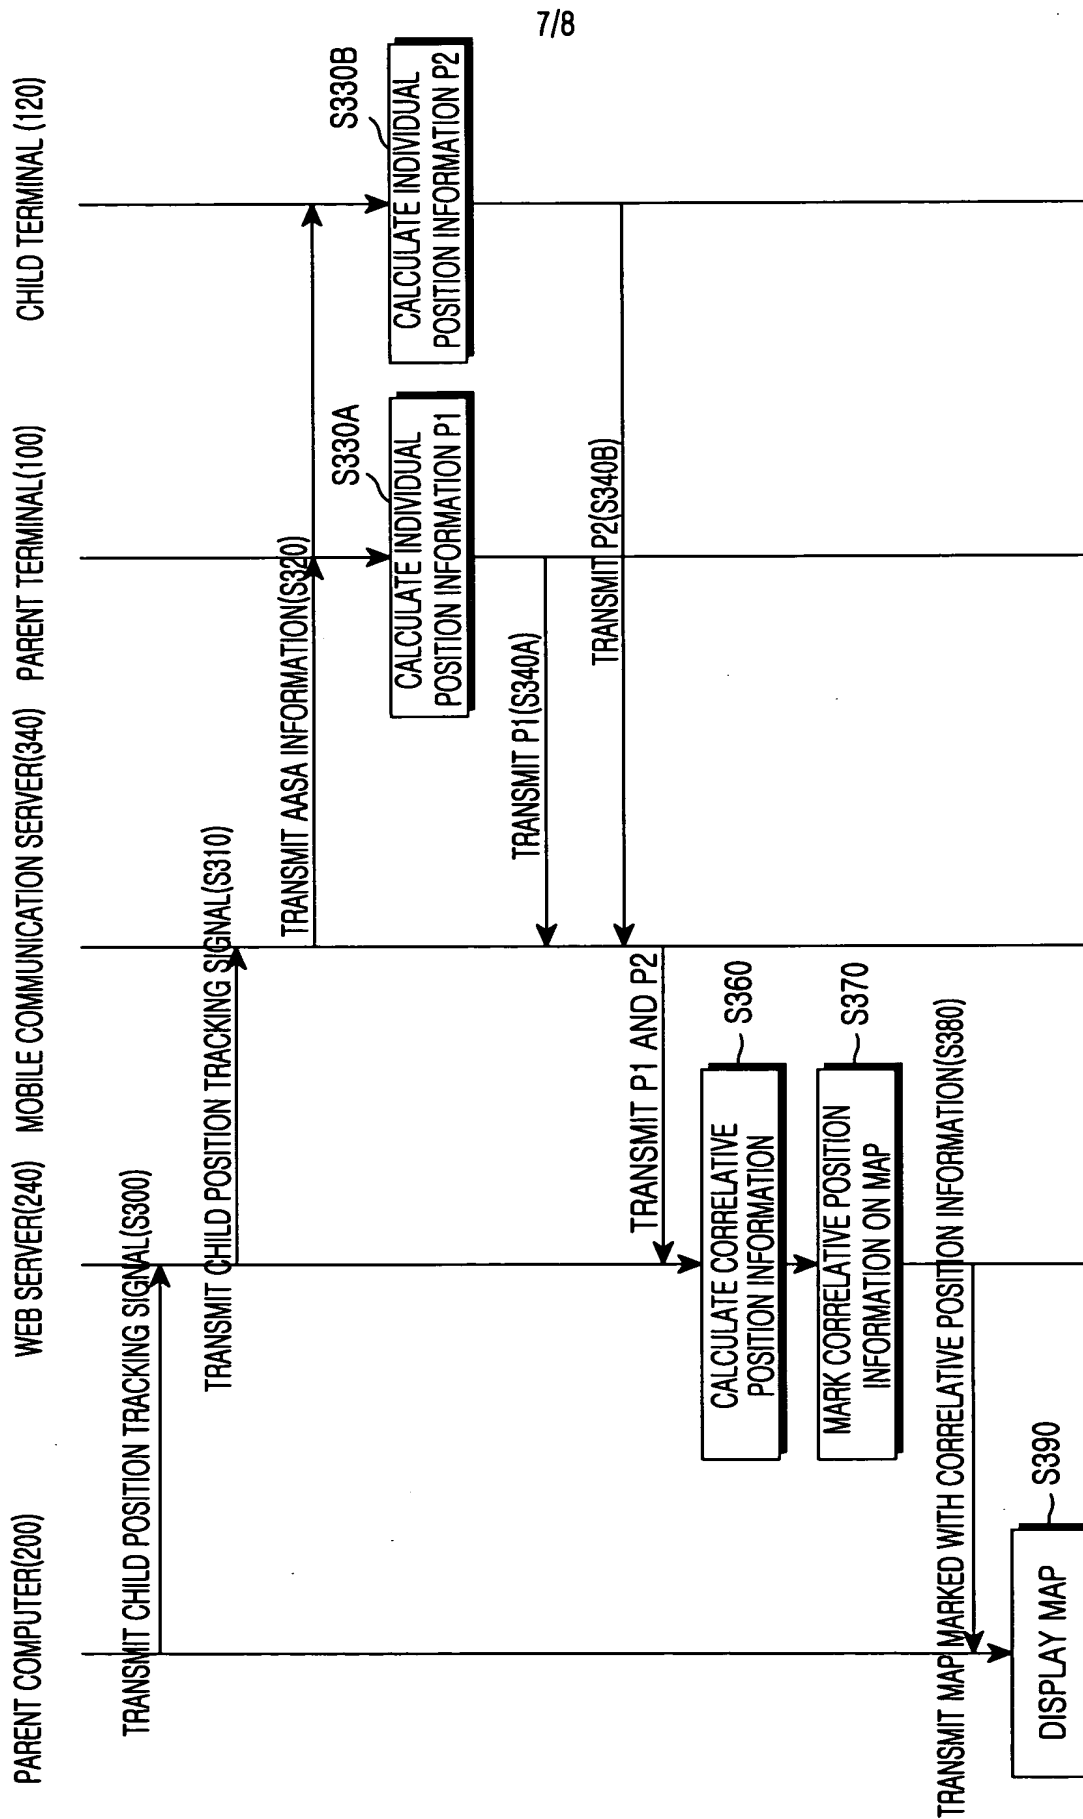 7/8
PARENT COMPUTER(200)
WEB SERVER(240)
MOBILE COMMUNICATION SERVER(340)
PARENT TERMINAL(100)
CHILD TERMINAL (120)
TRANSMIT CHILD POSITION TRACKING SIGNAL(S300)
TRANSMIT CHILD POSITION TRACKING SIGNAL(S310)
TRANSMIT AASA INFORMATION(S320)
S330A
CALCULATE INDIVIDUAL
POSITION INFORMATION P1
S330B
CALCULATE INDIVIDUAL
POSITION INFORMATION P2
TRANSMIT P1(S340A)
TRANSMIT P2(S340B)
TRANSMIT P1 AND P2
S360
CALCULATE CORRELATIVE
POSITION INFORMATION
S370
MARK CORRELATIVE POSITION
INFORMATION ON MAP
TRANSMIT MAP MARKED WITH CORRELATIVE POSITION INFORMATION(S380)
S390
DISPLAY MAP